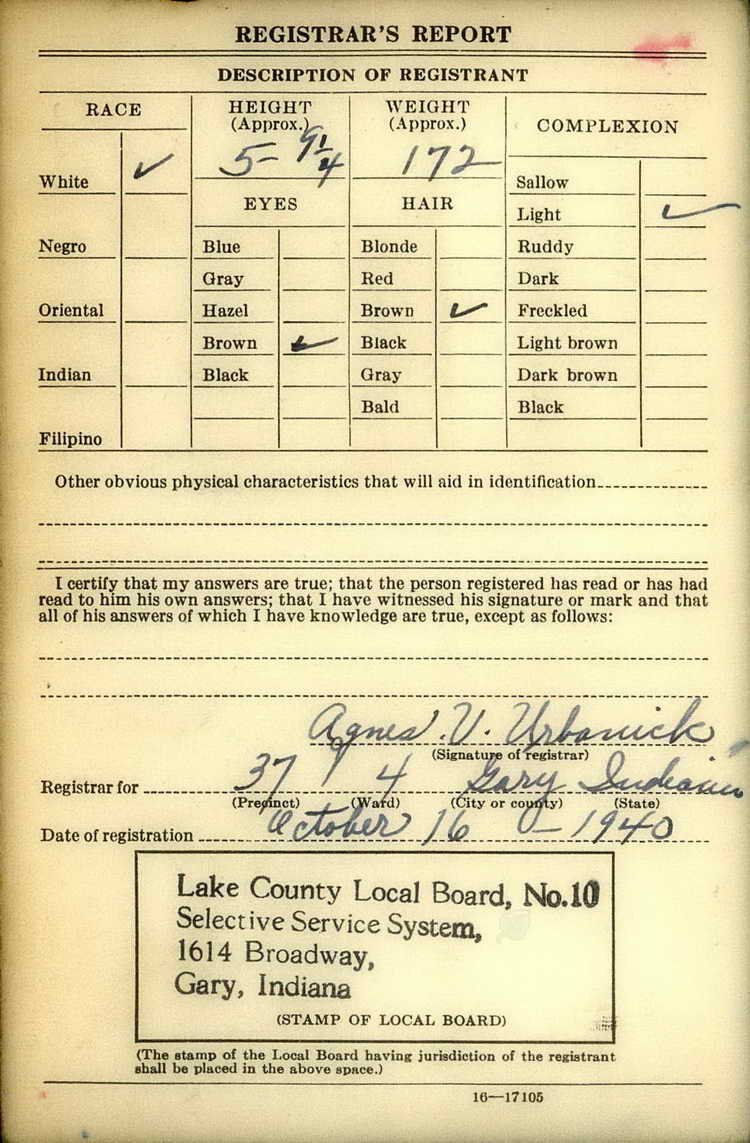 REGISTRAR'S REPORT
DESCRIPTION OF REGISTRANT
RACE HEIGHT (Approx.) WEIGHT (Approx.) COMPLEXION
5- 9 1/4 172
White ✓ Sallow
EYES HAIR Light ✓
Negro Blue Blonde Ruddy
Gray Red Dark
Oriental Hazel Brown ✓ Freckled
Brown ✓ Black Light brown
Indian Black Gray Dark brown
Bald Black
Filipino
Other obvious physical characteristics that will aid in identification
I certify that my answers are true; that the person registered has read or has had
read to him his own answers; that I have witnessed his signature or mark and that
all of his answers of which I have knowledge are true, except as follows:
Agnes V. Urbanick
(Signature of registrar)
Registrar for 37 4 Gary Indiana
(Precinct) (Ward) (City or county) (State)
Date of registration October 16 - 1940
Lake County Local Board, No.10
Selective Service System,
1614 Broadway,
Gary, Indiana
(STAMP OF LOCAL BOARD)
(The stamp of the Local Board having jurisdiction of the registrant
shall be placed in the above space.)
16—17105